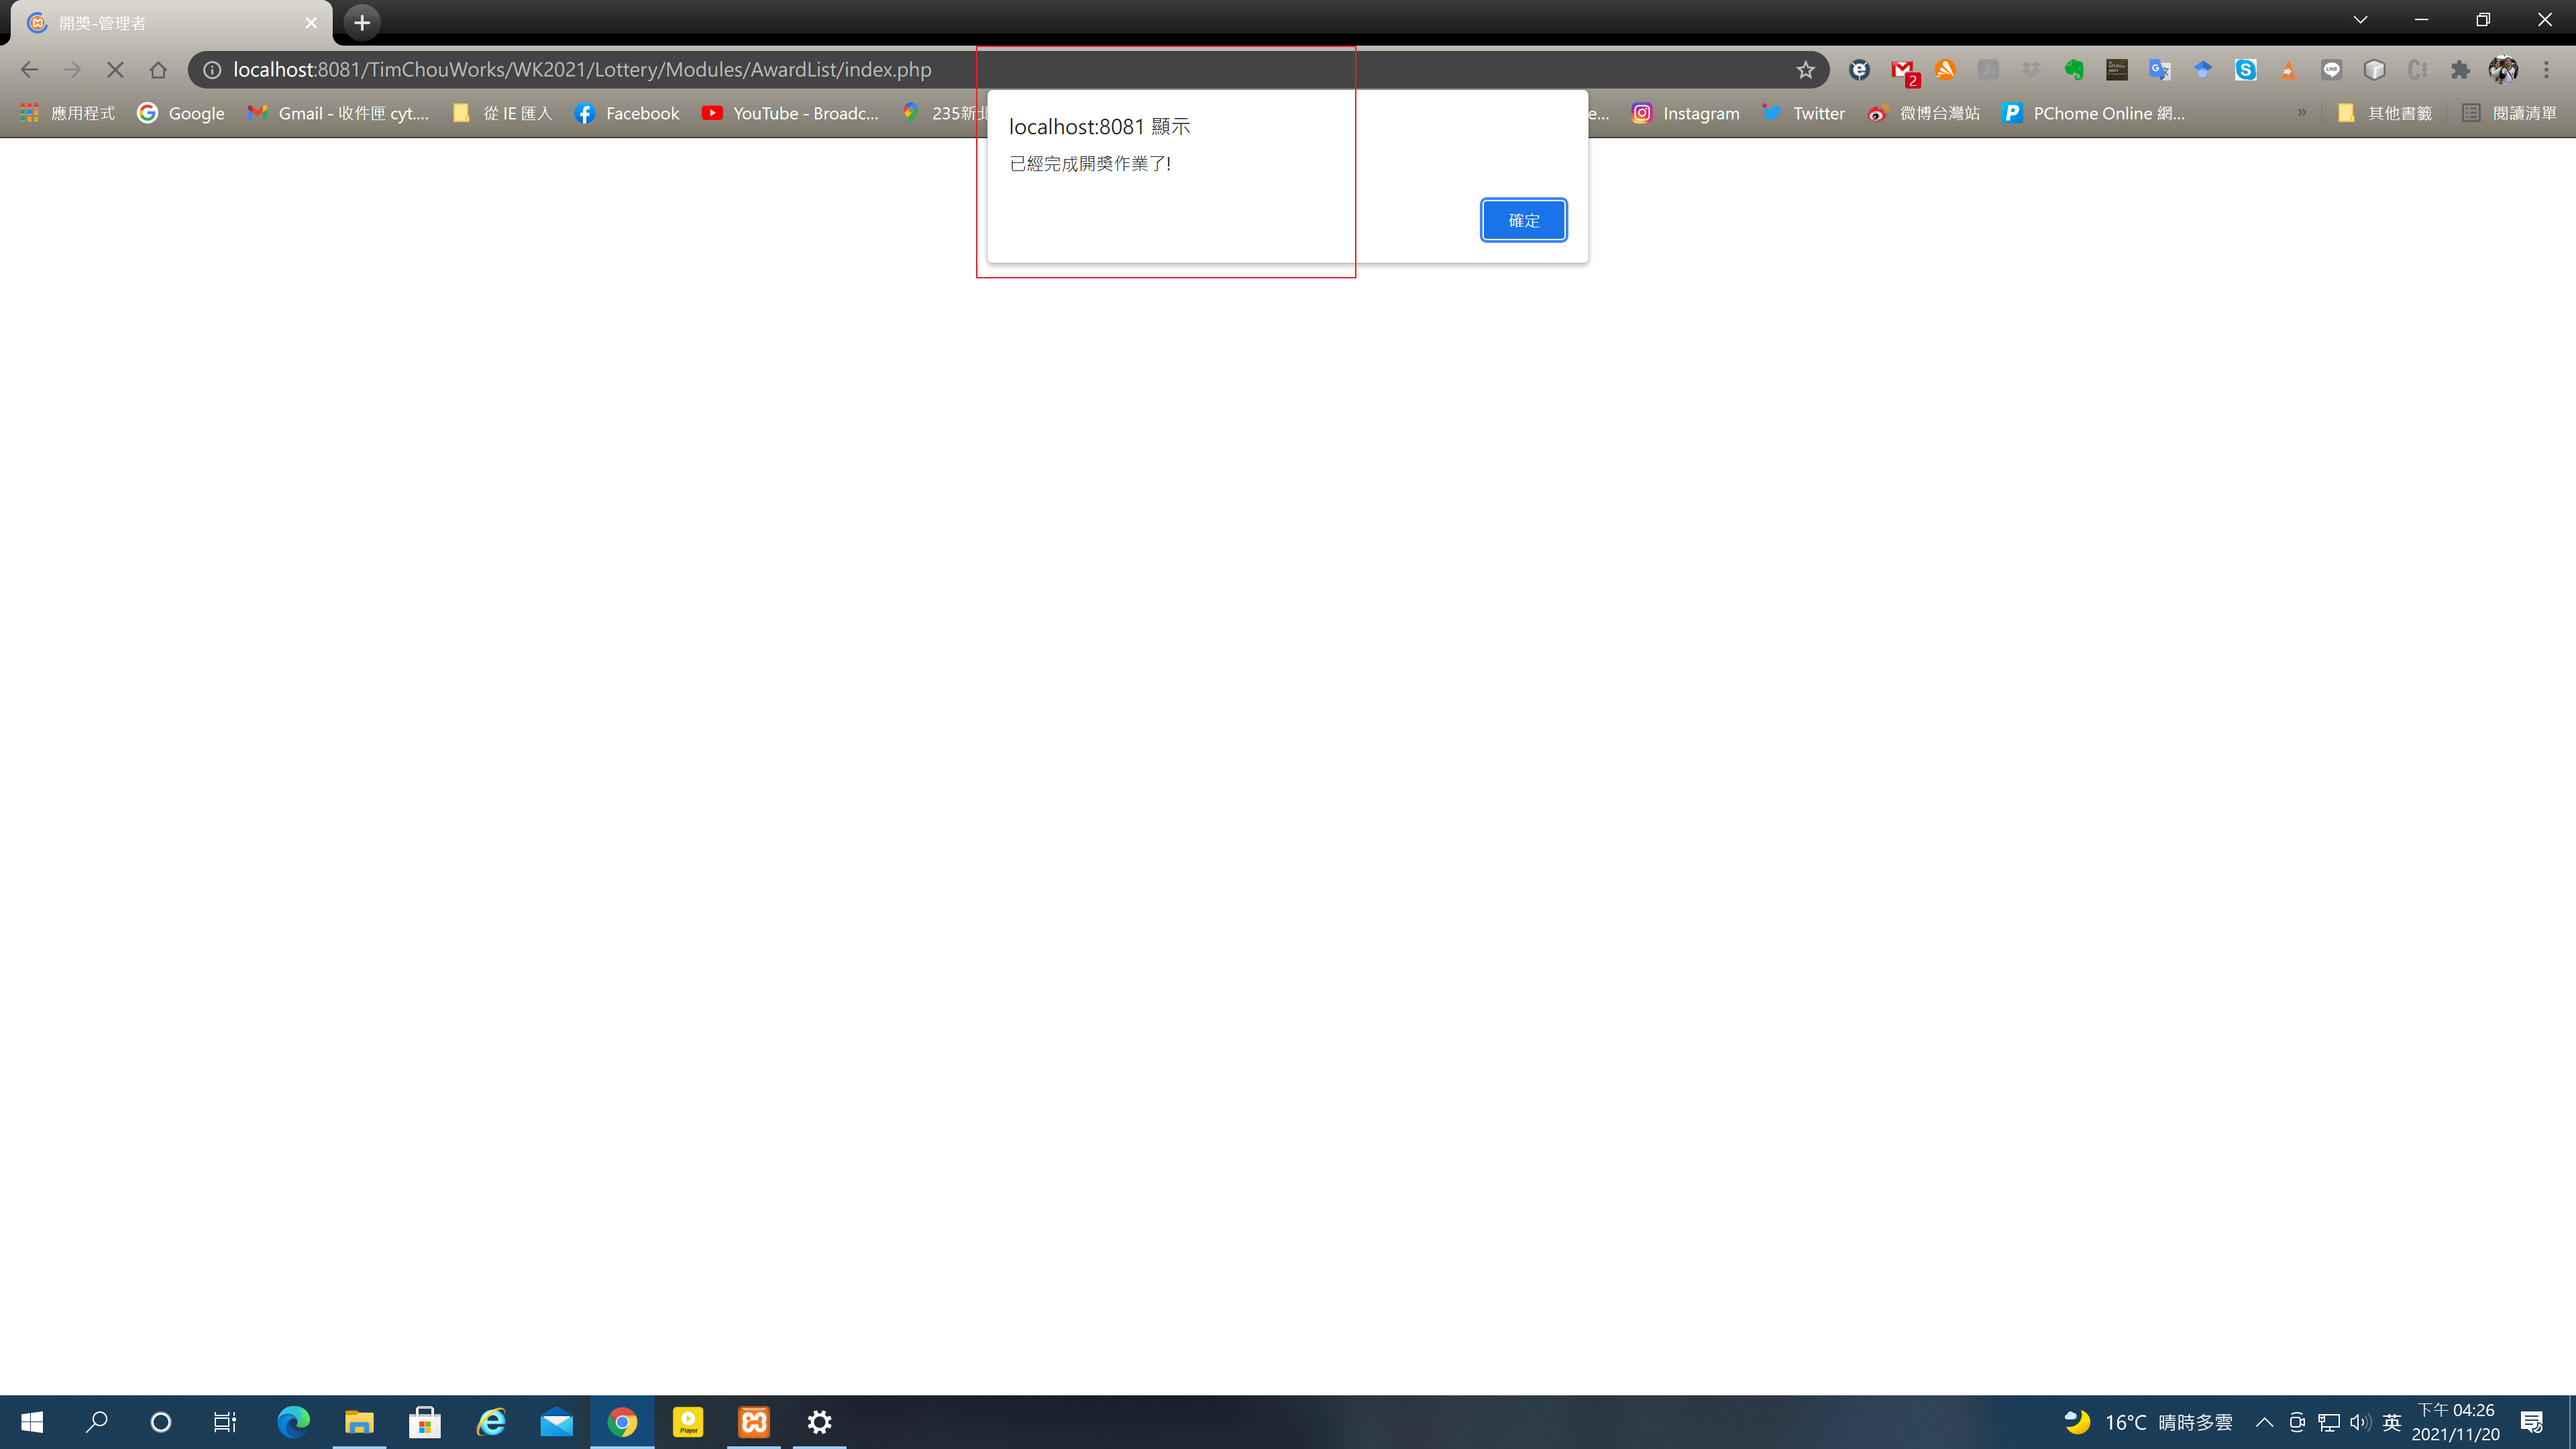 開獎-管理者
localhost:8081/TimChouWorks/WK2021/Lottery/Modules/AwardList/index.php
2
應用程式 Google Gmail - 收件匣 cyt.... 從 IE 匯入 Facebook YouTube - Broadc... 235新北 e... Instagram Twitter 微博台灣站 PChome Online 網... » 其他書籤 閱讀清單
localhost:8081 顯示
已經完成開獎作業了!
確定
Player
16°C 晴時多雲 英 下午 04:26
2021/11/20